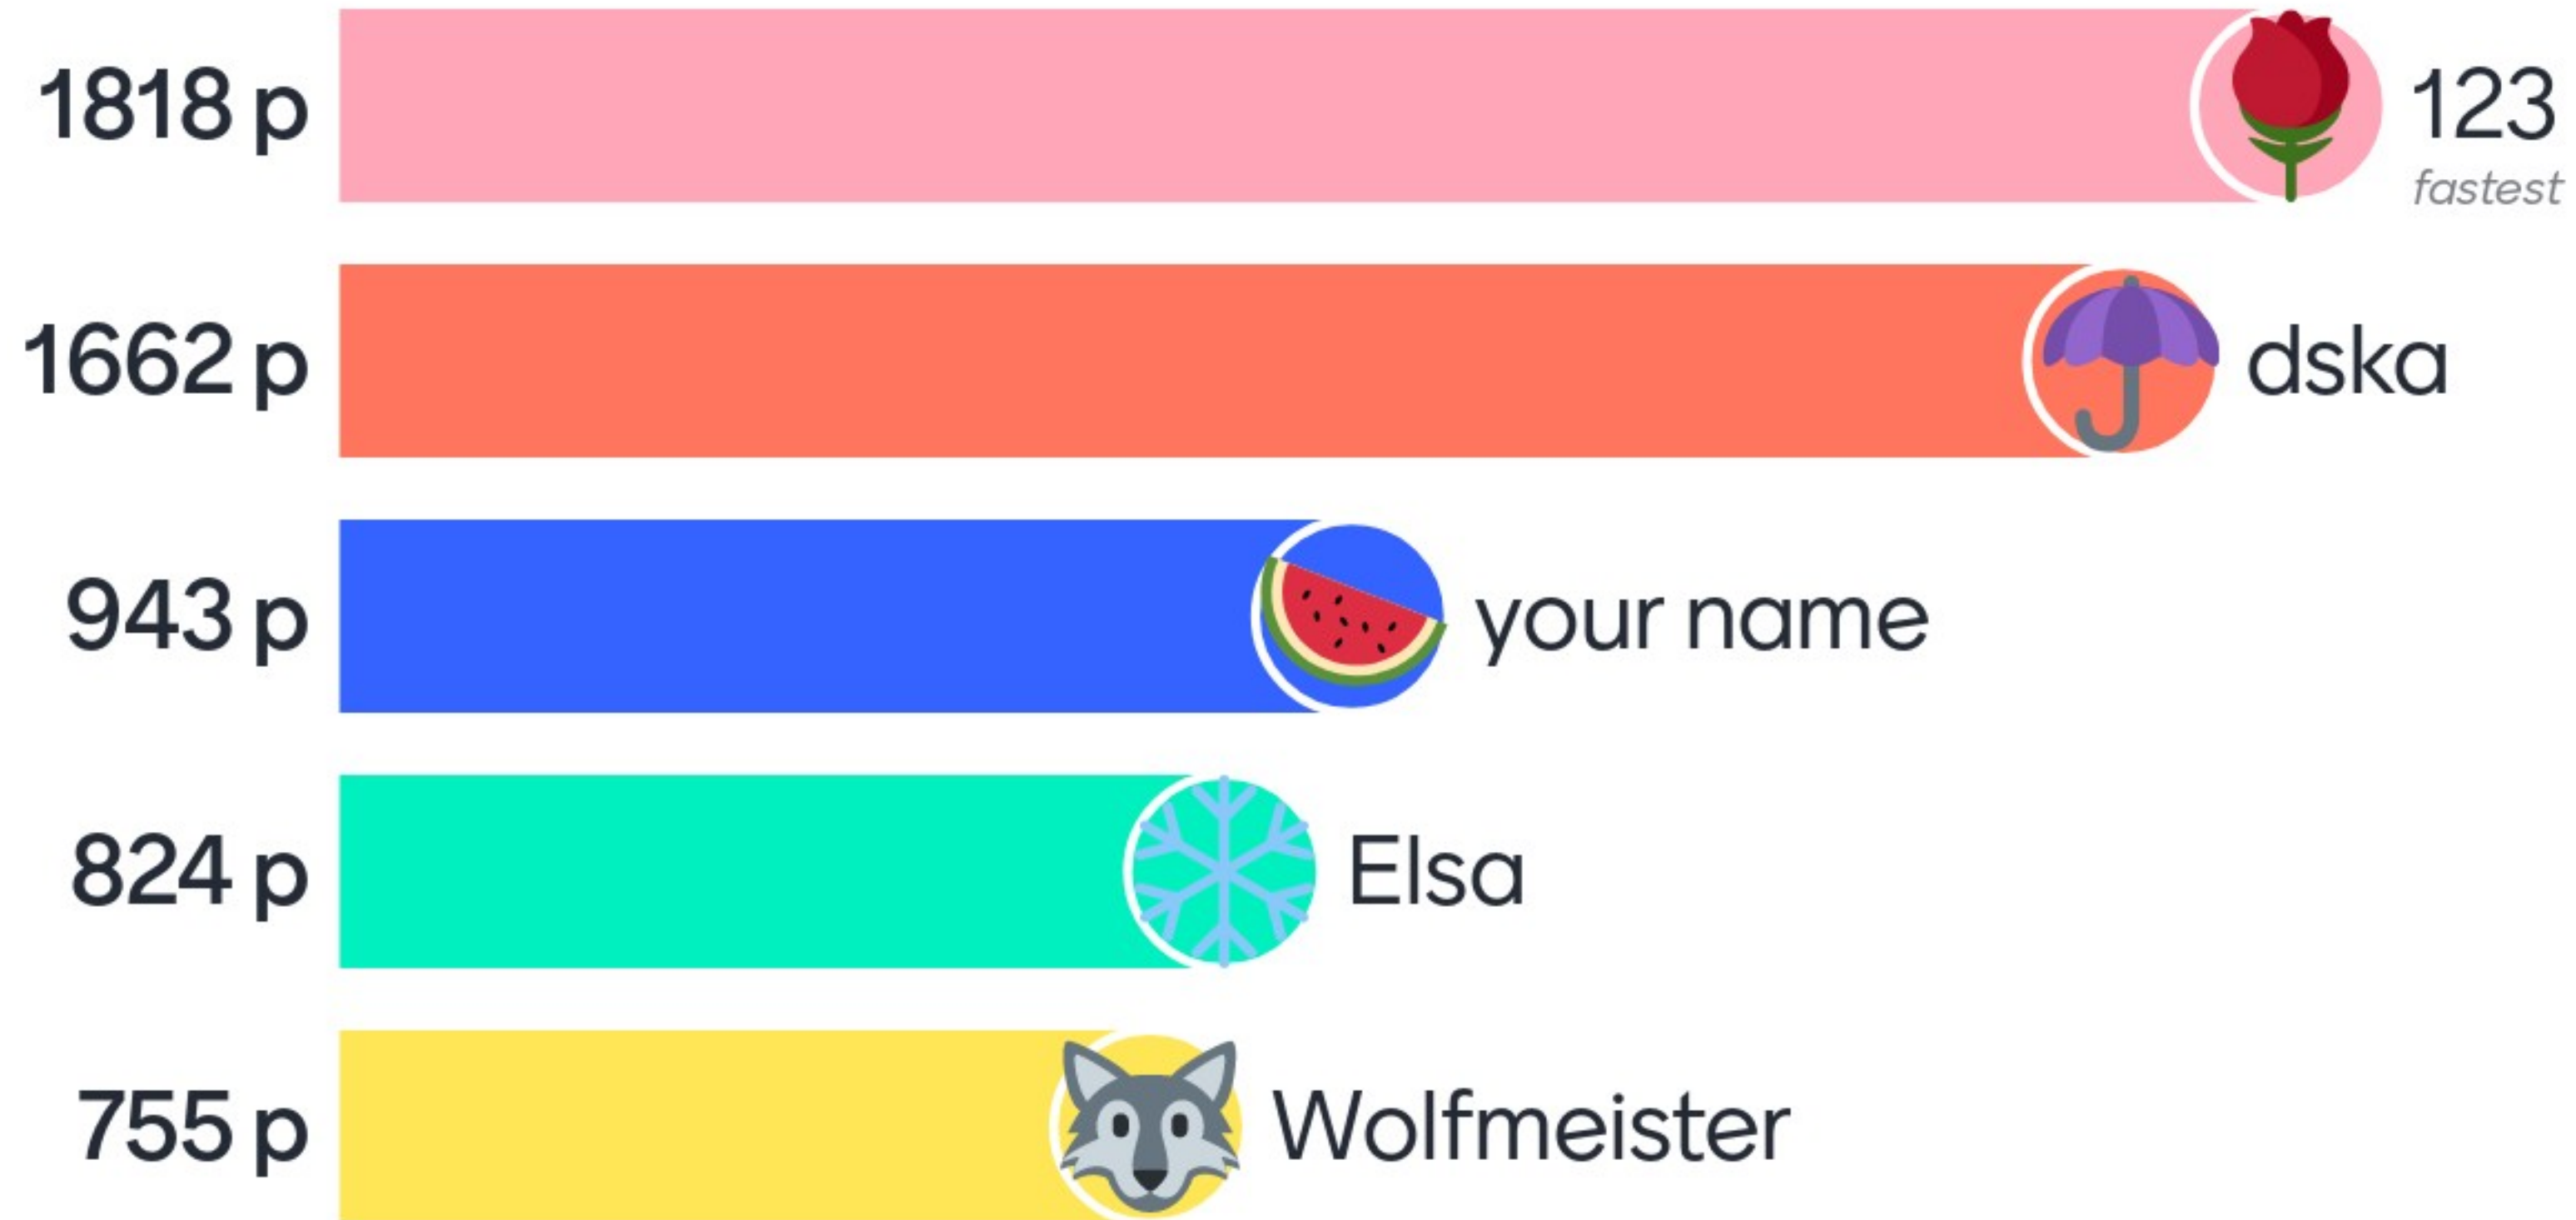 1818 p 123
fastest
1662 p dska
943 p your name
824 p Elsa
755 p Wolfmeister